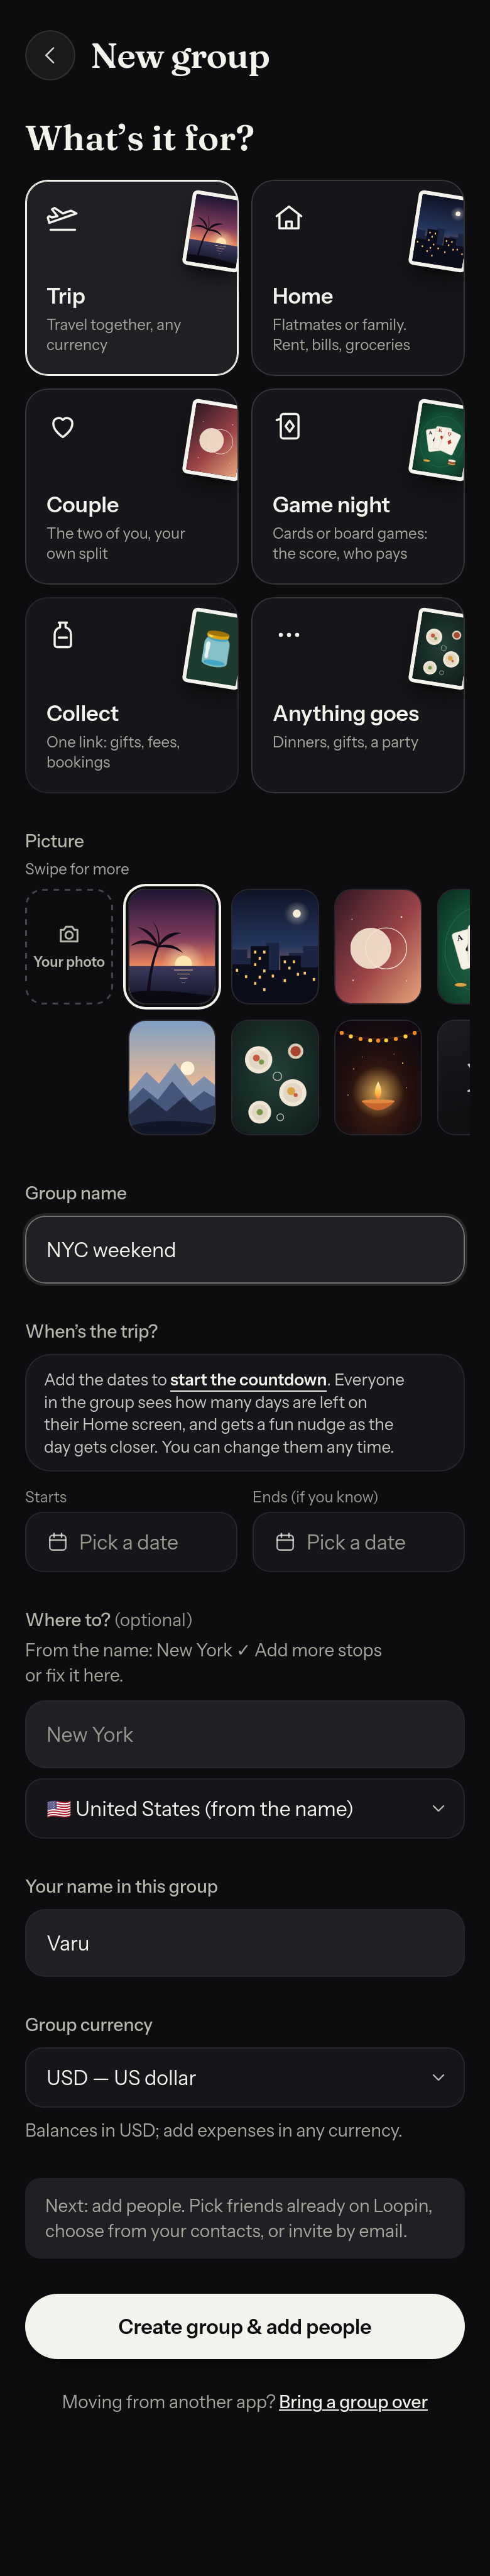 New group
What’s it for?
Trip
Travel together, any
currency
Home
Flatmates or family.
Rent, bills, groceries
Couple
The two of you, your
own split
Game night
Cards or board games:
the score, who pays
Collect
One link: gifts, fees,
bookings
Anything goes
Dinners, gifts, a party
Picture
Swipe for more
Your photo
Group name
NYC weekend
When’s the trip?
Add the dates to start the countdown. Everyone
in the group sees how many days are left on
their Home screen, and gets a fun nudge as the
day gets closer. You can change them any time.
Starts
Ends (if you know)
Pick a date
Pick a date
Where to? (optional)
From the name: New York ✓ Add more stops
or fix it here.
New York
🇺🇸 United States (from the name)
Your name in this group
Varu
Group currency
USD — US dollar
Balances in USD; add expenses in any currency.
Next: add people. Pick friends already on Loopin,
choose from your contacts, or invite by email.
Create group & add people
Moving from another app? Bring a group over